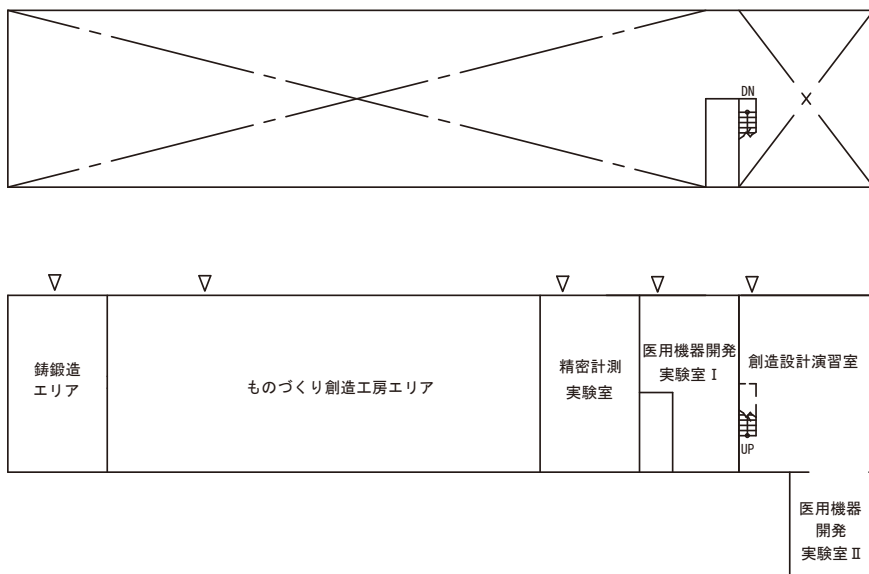 DN
鋳鍛造
エリア
ものづくり創造工房エリア
精密計測
実験室
医用機器開発
実験室Ⅰ
創造設計演習室
UP
医用機器
開発
実験室Ⅱ